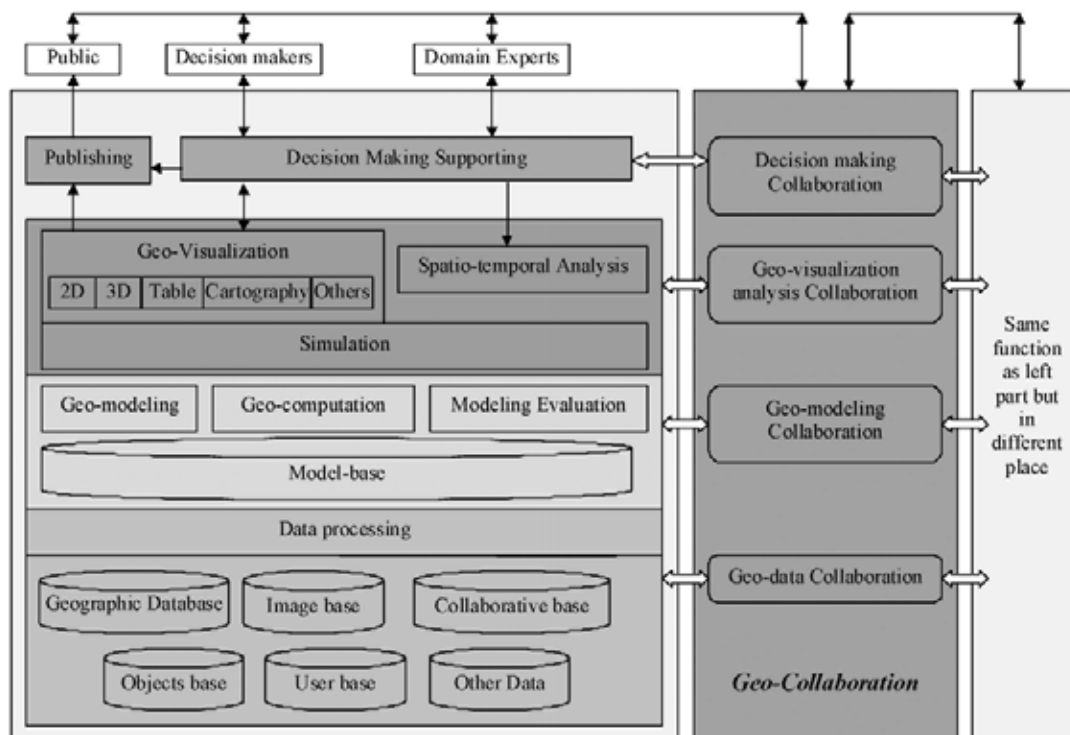 Public
Decision makers
Domain Experts
Publishing
Decision Making Supporting
Geo-Visualization
2D
3D
Table
Cartography
Others
Spatio-temporal Analysis
Simulation
Geo-modeling
Geo-computation
Modeling Evaluation
Model-base
Data processing
Geographic Database
Image base
Collaborative base
Objects base
User base
Other Data
Decision making
Collaboration
Geo-visualization
analysis Collaboration
Geo-modeling
Collaboration
Geo-data Collaboration
Geo-Collaboration
Same
function
as left
part but
in
different
place